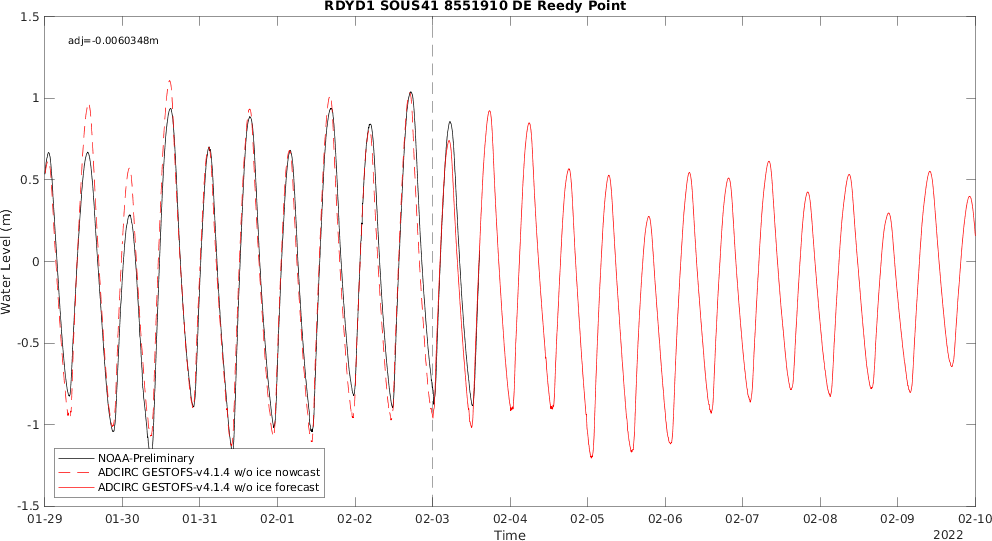 RDYD1 SOUS41 8551910 DE Reedy Point
adj=-0.0060348m
1.5
1
0.5
0
-0.5
-1
-1.5
Water Level (m)
NOAA-Preliminary
ADCIRC GESTOFS-v4.1.4 w/o ice nowcast
ADCIRC GESTOFS-v4.1.4 w/o ice forecast
01-29 01-30 01-31 02-01 02-02 02-03 02-04 02-05 02-06 02-07 02-08 02-09 02-10
Time
2022